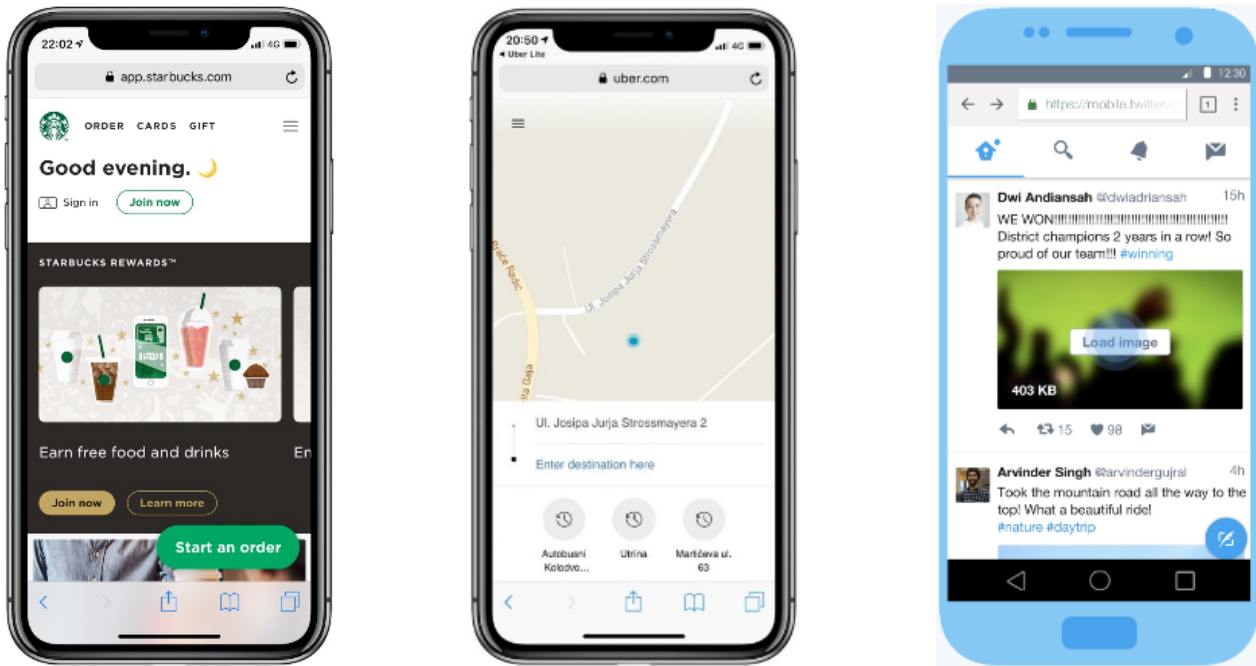 22:02
4G
app.starbucks.com
ORDER CARDS GIFT
Good evening.
Sign in
Join now
STARBUCKS REWARDS™
Earn free food and drinks
En
Join now
Learn more
Start an order
20:50
Uber Lite
4G
uber.com
Ul. Josipa Jurja Strossmayera
Braće Radić
ita Gaja
Ul. Josipa Jurja Strossmayera 2
Enter destination here
Autobusni
Kolodvo...
Utrina
Martićeva ul.
63
12:30
https://mobile.twitter.co
1
Dwi Andiansah @dwiadriansah 15h
WE WON!!!!!!!!!!!!!!!!!!!!!!!!!!!!!!!!!!!!!!!!!!!!!!
District champions 2 years in a row! So
proud of our team!!! #winning
Load image
403 KB
15 98
Arvinder Singh @arvindergujral 4h
Took the mountain road all the way to the
top! What a beautiful ride!
#nature #daytrip